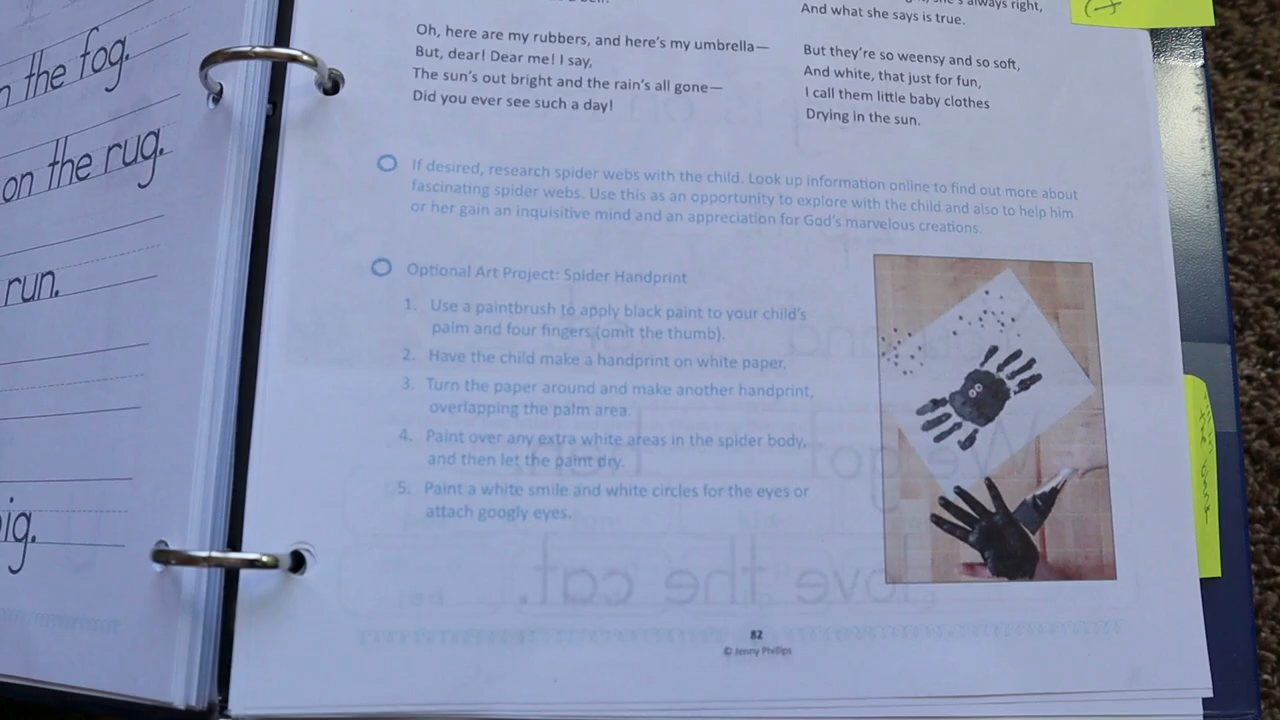 the fog.
on the rug.
run.
ig.
always right,
And what she says is true.
Oh, here are my rubbers, and here's my umbrella—
But, dear! Dear me! I say,
The sun's out bright and the rain's all gone—
Did you ever see such a day!
But they're so weensy and so soft,
And white, that just for fun,
I call them little baby clothes
Drying in the sun.
If desired, research spider webs with the child. Look up information online to find out more about
fascinating spider webs. Use this as an opportunity to explore with the child and also to help him
or her gain an inquisitive mind and an appreciation for God's marvelous creations.
Optional Art Project: Spider Handprint
1. Use a paintbrush to apply black paint to your child's
palm and four fingers (omit the thumb).
2. Have the child make a handprint on white paper.
3. Turn the paper around and make another handprint,
overlapping the palm area.
4. Paint over any extra white areas in the spider body,
and then let the paint dry.
5. Paint a white smile and white circles for the eyes or
attach googly eyes.
82
© Jenny Phillips